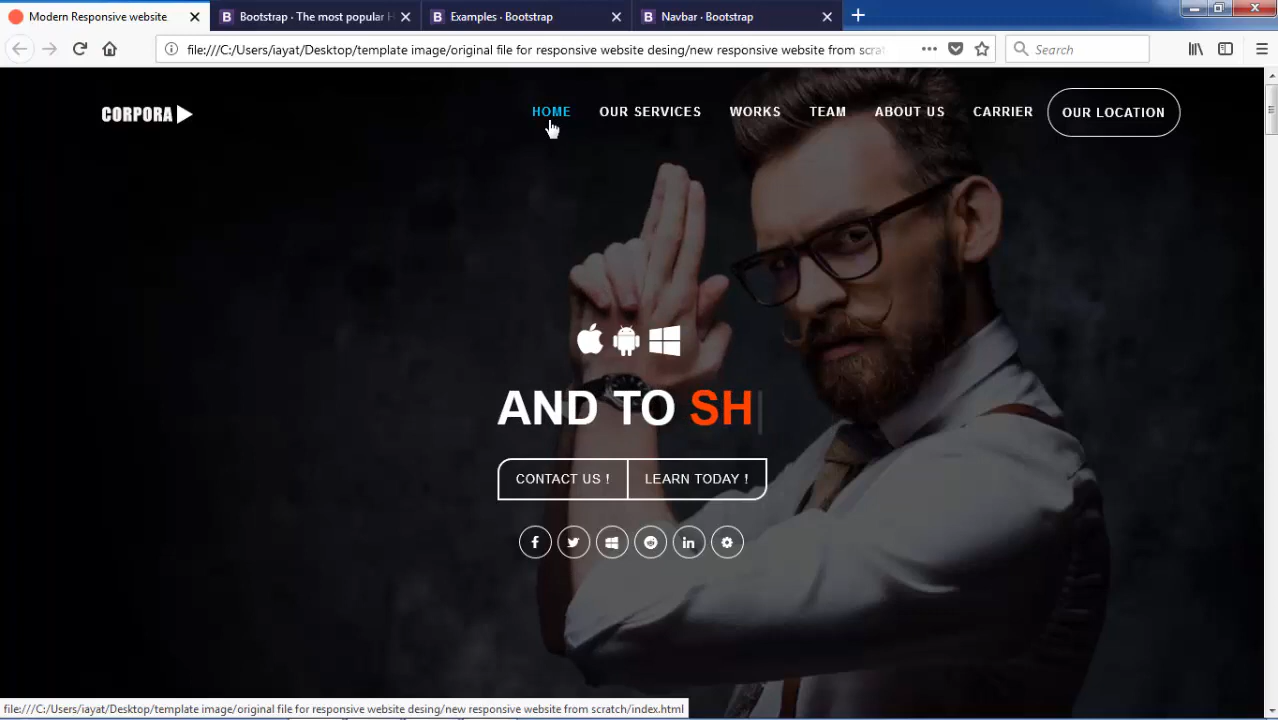 Modern Responsive website
Bootstrap · The most popular H
Examples · Bootstrap
Navbar · Bootstrap
file:///C:/Users/iayat/Desktop/template image/original file for responsive website desing/new responsive website from scrat
Search
CORPORA
HOME
OUR SERVICES
WORKS
TEAM
ABOUT US
CARRIER
OUR LOCATION
AND TO SH
CONTACT US !
LEARN TODAY !
file:///C:/Users/iayat/Desktop/template image/original file for responsive website desing/new responsive website from scratch/index.html